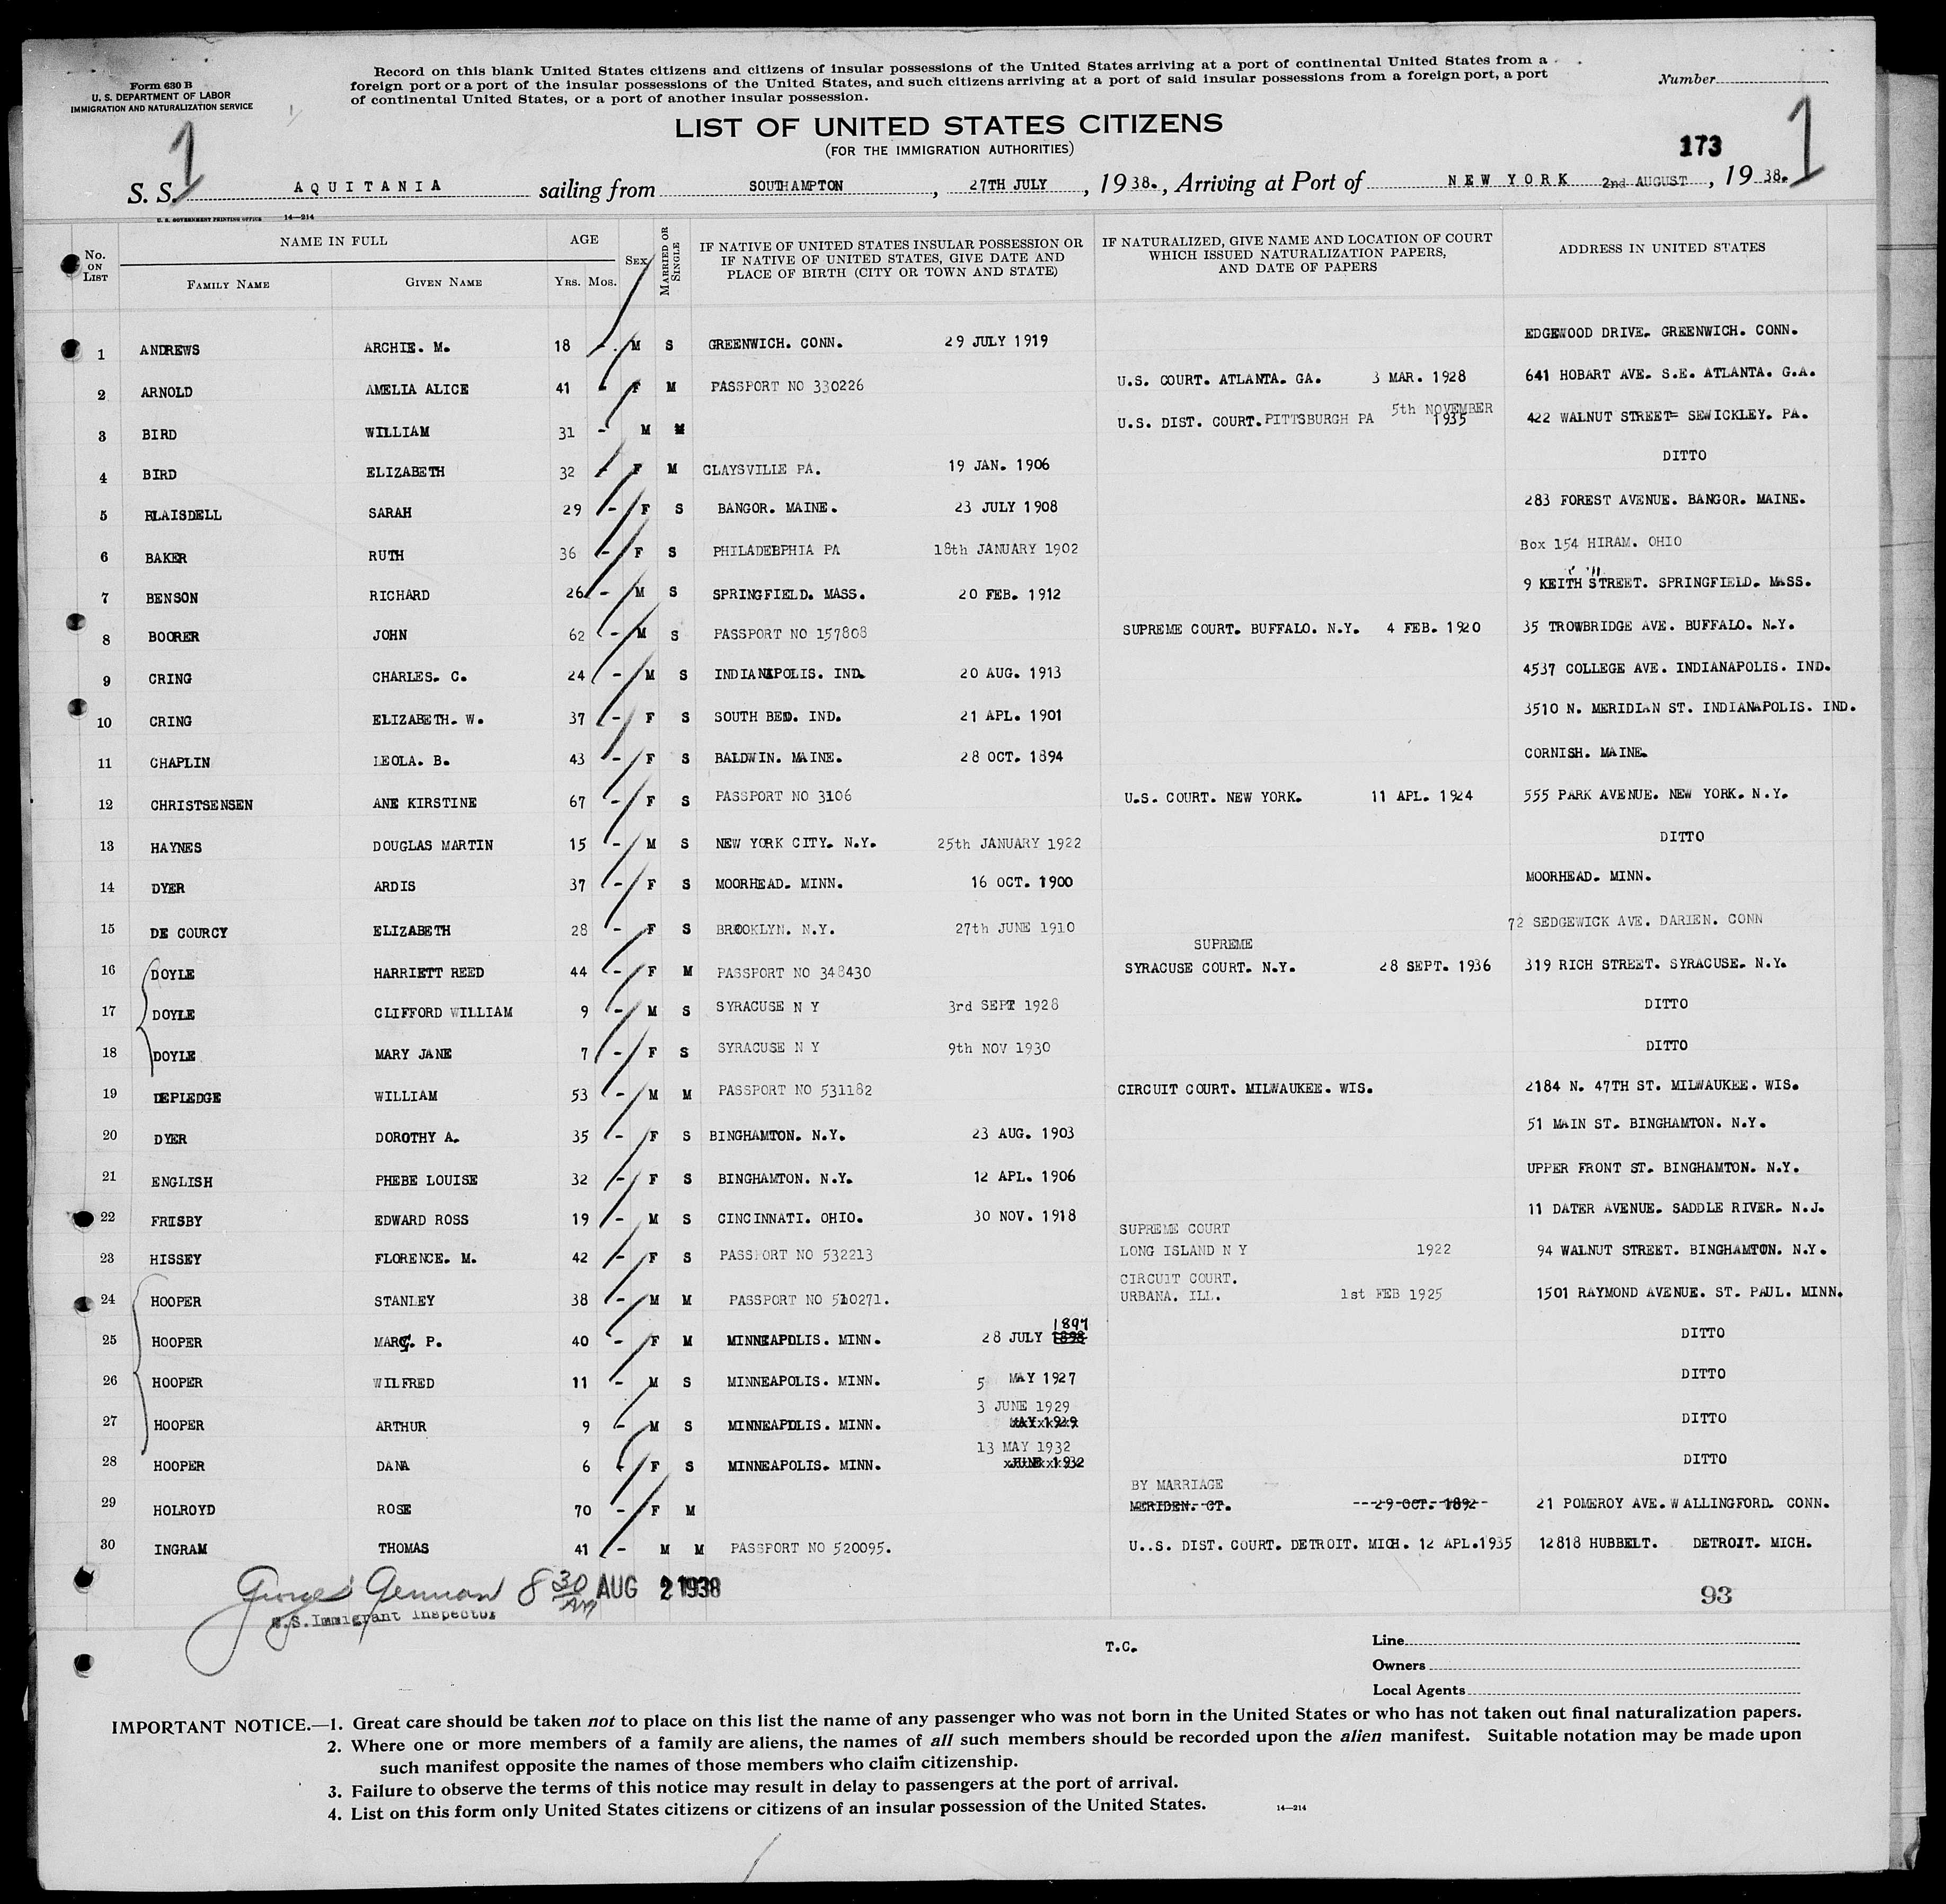 Form 630 B
U. S. DEPARTMENT OF LABOR
IMMIGRATION AND NATURALIZATION SERVICE
Record on this blank United States citizens and citizens of insular possessions of the United States arriving at a port of continental United States from a
foreign port or a port of the insular possessions of the United States, and such citizens arriving at a port of said insular possessions from a foreign port, a port
of continental United States, or a port of another insular possession.
Number
1
1
LIST OF UNITED STATES CITIZENS
(FOR THE IMMIGRATION AUTHORITIES)
173
S. S. AQUITANIA sailing from SOUTHAMPTON, 27TH JULY, 1938., Arriving at Port of NEW YORK 2nd AUGUST, 1938.
U. S. GOVERNMENT PRINTING OFFICE 14—214
No. ON LIST
NAME IN FULL
FAMILY NAME GIVEN NAME
AGE
YRS. MOS.
SEX
MARRIED OR SINGLE
IF NATIVE OF UNITED STATES INSULAR POSSESSION OR
IF NATIVE OF UNITED STATES, GIVE DATE AND
PLACE OF BIRTH (CITY OR TOWN AND STATE)
IF NATURALIZED, GIVE NAME AND LOCATION OF COURT
WHICH ISSUED NATURALIZATION PAPERS,
AND DATE OF PAPERS
ADDRESS IN UNITED STATES
1 ANDREWS ARCHIE. M. 18 - M S GREENWICH. CONN. 29 JULY 1919 EDGEWOOD DRIVE. GREENWICH. CONN.
2 ARNOLD AMELIA ALICE 41 - F M PASSPORT NO 330226 U.S. COURT. ATLANTA. GA. 3 MAR. 1928 641 HOBART AVE. S.E. ATLANTA. G.A.
3 BIRD WILLIAM 31 - M M U.S. DIST. COURT. PITTSBURGH PA 5th NOVEMBER 1935 422 WALNUT STREET= SEWICKLEY. PA.
4 BIRD ELIZABETH 32 - F M CLAYSVILLE PA. 19 JAN. 1906 DITTO
5 BLAISDELL SARAH 29 - F S BANGOR. MAINE. 23 JULY 1908 283 FOREST AVENUE. BANGOR. MAINE.
6 BAKER RUTH 36 - F S PHILADEBPHIA PA 18th JANUARY 1902 Box 154 HIRAM. OHIO
7 BENSON RICHARD 26 - M S SPRINGFIELD. MASS. 20 FEB. 1912 9 KEITH STREET. SPRINGFIELD. MASS.
8 BOORER JOHN 62 - M S PASSPORT NO 157808 SUPREME COURT. BUFFALO. N.Y. 4 FEB. 1920 35 TROWBRIDGE AVE. BUFFALO. N.Y.
9 CRING CHARLES. C. 24 - M S INDIANAPOLIS. IND. 20 AUG. 1913 4537 COLLEGE AVE. INDIANAPOLIS. IND.
10 CRING ELIZABETH. W. 37 - F S SOUTH BED. IND. 21 APL. 1901 3510 N. MERIDIAN ST. INDIANAPOLIS. IND.
11 CHAPLIN LEOLA. B. 43 - F S BALDWIN. MAINE. 28 OCT. 1894 CORNISH. MAINE.
12 CHRISTSENSEN ANE KIRSTINE 67 - F S PASSPORT NO 3106 U.S. COURT. NEW YORK. 11 APL. 1924 555 PARK AVENUE. NEW YORK. N.Y.
13 HAYNES DOUGLAS MARTIN 15 - M S NEW YORK CITY. N.Y. 25th JANUARY 1922 DITTO
14 DYER ARDIS 37 - F S MOORHEAD. MINN. 16 OCT. 1900 MOORHEAD. MINN.
15 DE COURCY ELIZABETH 28 - F S BROOKLYN. N.Y. 27th JUNE 1910 72 SEDGEWICK AVE. DARIEN. CONN
SUPREME
16 DOYLE HARRIETT REED 44 - F M PASSPORT NO 348430 SYRACUSE COURT. N.Y. 28 SEPT. 1936 319 RICH STREET. SYRACUSE. N.Y.
17 DOYLE CLIFFORD WILLIAM 9 - M S SYRACUSE N Y 3rd SEPT 1928 DITTO
18 DOYLE MARY JANE 7 - F S SYRACUSE N Y 9th NOV 1930 DITTO
19 DEPLEDGE WILLIAM 53 - M M PASSPORT NO 531182 CIRCUIT COURT. MILWAUKEE. WIS. 2184 N. 47TH ST. MILWAUKEE. WIS.
20 DYER DOROTHY A. 35 - F S BINGHAMTON. N.Y. 23 AUG. 1903 51 MAIN ST. BINGHAMTON. N.Y.
21 ENGLISH PHEBE LOUISE 32 - F S BINGHAMTON. N.Y. 12 APL. 1906 UPPER FRONT ST. BINGHAMTON. N.Y.
22 FRISBY EDWARD ROSS 19 - M S CINCINNATI. OHIO. 30 NOV. 1918 11 DATER AVENUE. SADDLE RIVER. N.J.
SUPREME COURT
23 HISSEY FLORENCE. M. 42 - F S PASSPORT NO 532213 LONG ISLAND N Y 1922 94 WALNUT STREET. BINGHAMTON. N.Y.
CIRCUIT COURT.
24 HOOPER STANLEY 38 - M M PASSPORT NO 510271. URBANA. ILL. 1st FEB 1925 1501 RAYMOND AVENUE. ST. PAUL. MINN.
1897
25 HOOPER MARG. P. 40 - F M MINNEAPOLIS. MINN. 28 JULY 1898 DITTO
26 HOOPER WILFRED 11 - M S MINNEAPOLIS. MINN. 5 MAY 1927 DITTO
3 JUNE 1929
27 HOOPER ARTHUR 9 - M S MINNEAPOLIS. MINN. MAY 1929 DITTO
13 MAY 1932
28 HOOPER DANA 6 - F S MINNEAPOLIS. MINN. JUNE 1932 DITTO
BY MARRIAGE
29 HOLROYD ROSE 70 - F M MERIDEN. CT. 29 OCT. 1892 21 POMEROY AVE. WALLINGFORD. CONN.
30 INGRAM THOMAS 41 - M M PASSPORT NO 520095. U..S. DIST. COURT. DETROIT. MICH. 12 APL.1935 12818 HUBBELT. DETROIT. MICH.
George 8 30 AM AUG 2 1938
U.S. Immigrant Inspector
93
T.C.
Line
Owners
Local Agents
IMPORTANT NOTICE.—1. Great care should be taken not to place on this list the name of any passenger who was not born in the United States or who has not taken out final naturalization papers.
2. Where one or more members of a family are aliens, the names of all such members should be recorded upon the alien manifest. Suitable notation may be made upon
such manifest opposite the names of those members who claim citizenship.
3. Failure to observe the terms of this notice may result in delay to passengers at the port of arrival.
4. List on this form only United States citizens or citizens of an insular possession of the United States.
14—214